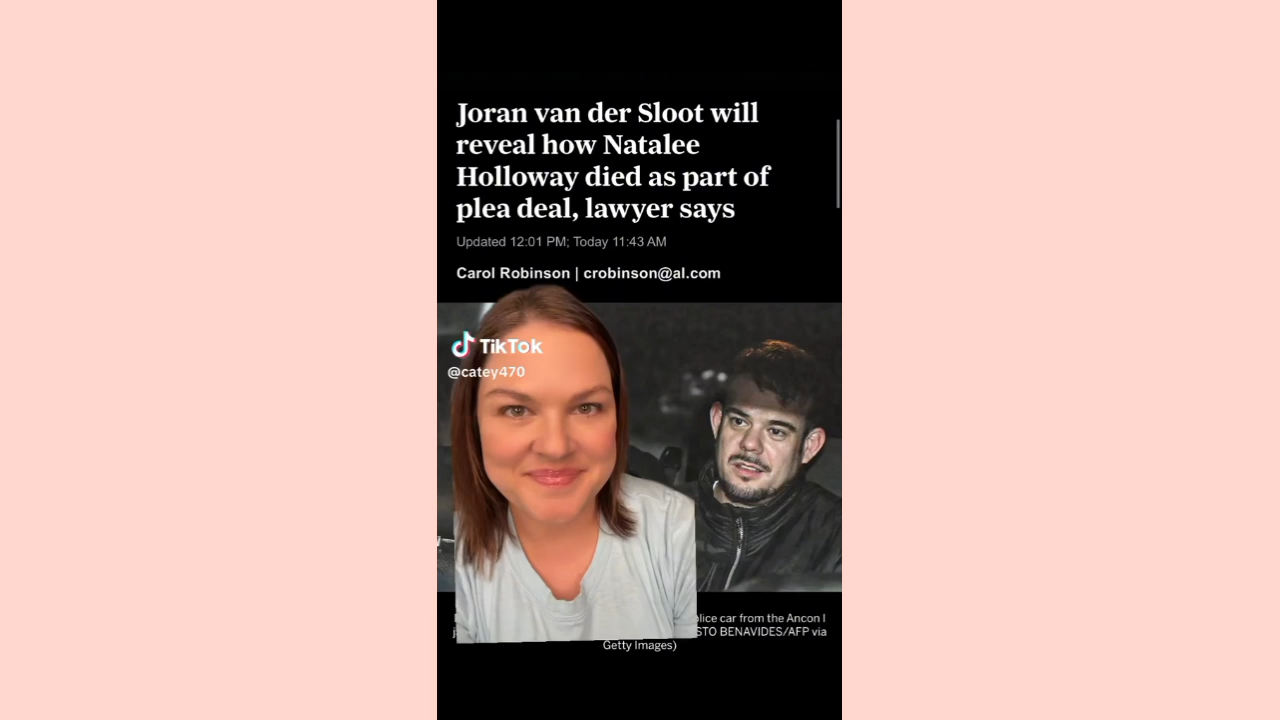 Joran van der Sloot will
reveal how Natalee
Holloway died as part of
plea deal, lawyer says
Updated 12:01 PM; Today 11:43 AM
Carol Robinson | crobinson@al.com
TikTok
@catey470
car from the Ancon I
BENAVIDES/AFP via
Getty Images)